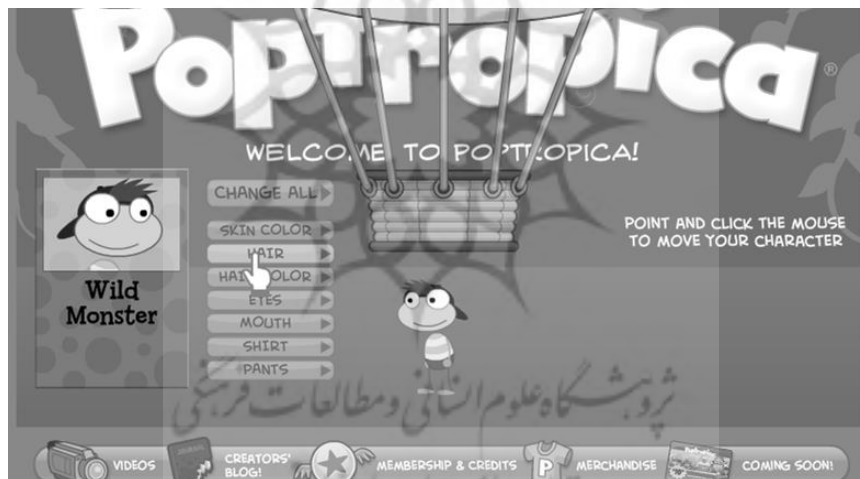 POPTROPICA®
WELCOME TO POPTROPICA!
CHANGE ALL
SKIN COLOR
HAIR
HAIR COLOR
EYES
MOUTH
SHIRT
PANTS
Wild
Monster
POINT AND CLICK THE MOUSE
TO MOVE YOUR CHARACTER
پژوهشگاه علوم انسانی و مطالعات فرهنگی
VIDEOS
CREATORS'
BLOG!
MEMBERSHIP & CREDITS
P
MERCHANDISE
COMING SOON!